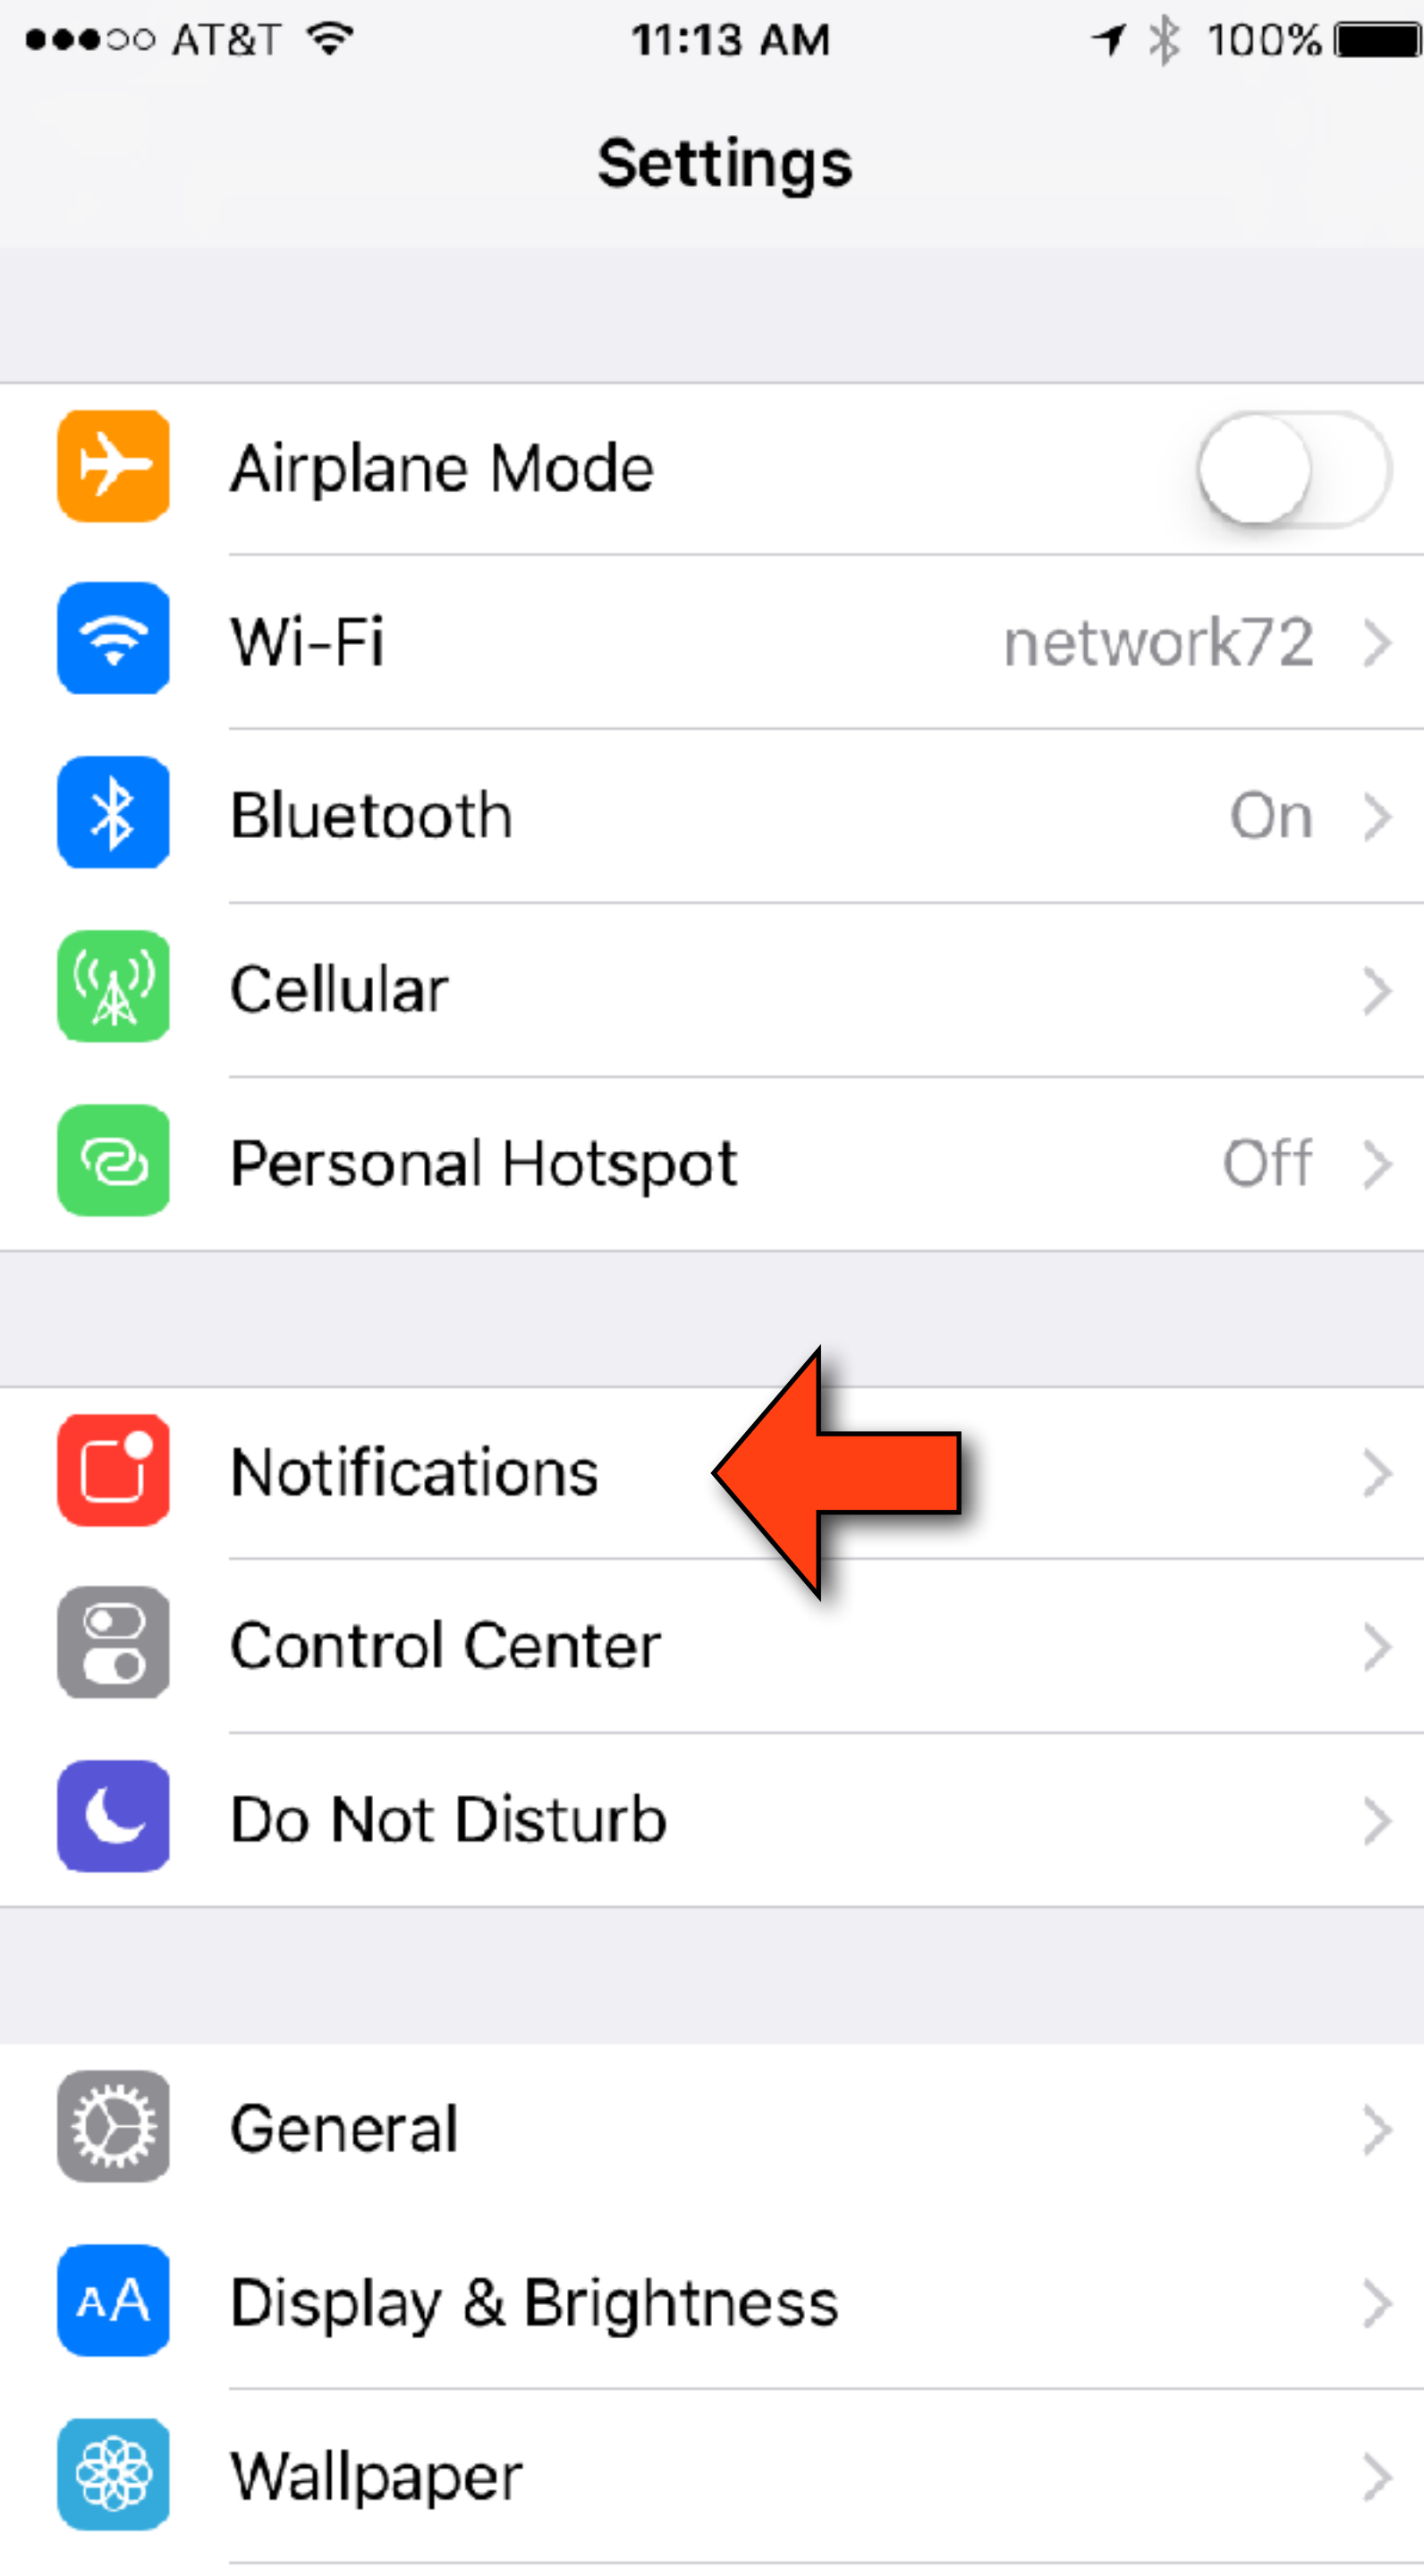 AT&T 11:13 AM 100%
Settings
Airplane Mode
Wi-Fi network72
Bluetooth On
Cellular
Personal Hotspot Off
Notifications
Control Center
Do Not Disturb
General
AA Display & Brightness
Wallpaper